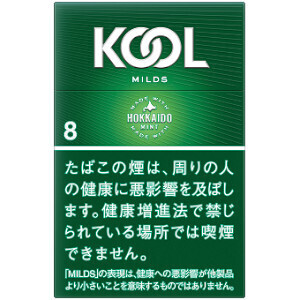 KOOL
MILDS
MADE WITH
HOKKAIDO
MINT
MADE WITH
8
たばこの煙は、周りの人
の健康に悪影響を及ぼし
ます。健康増進法で禁じ
られている場所では喫煙
できません。
「MILDS」の表現は、健康への悪影響が他製品
より小さいことを意味するものではありません。